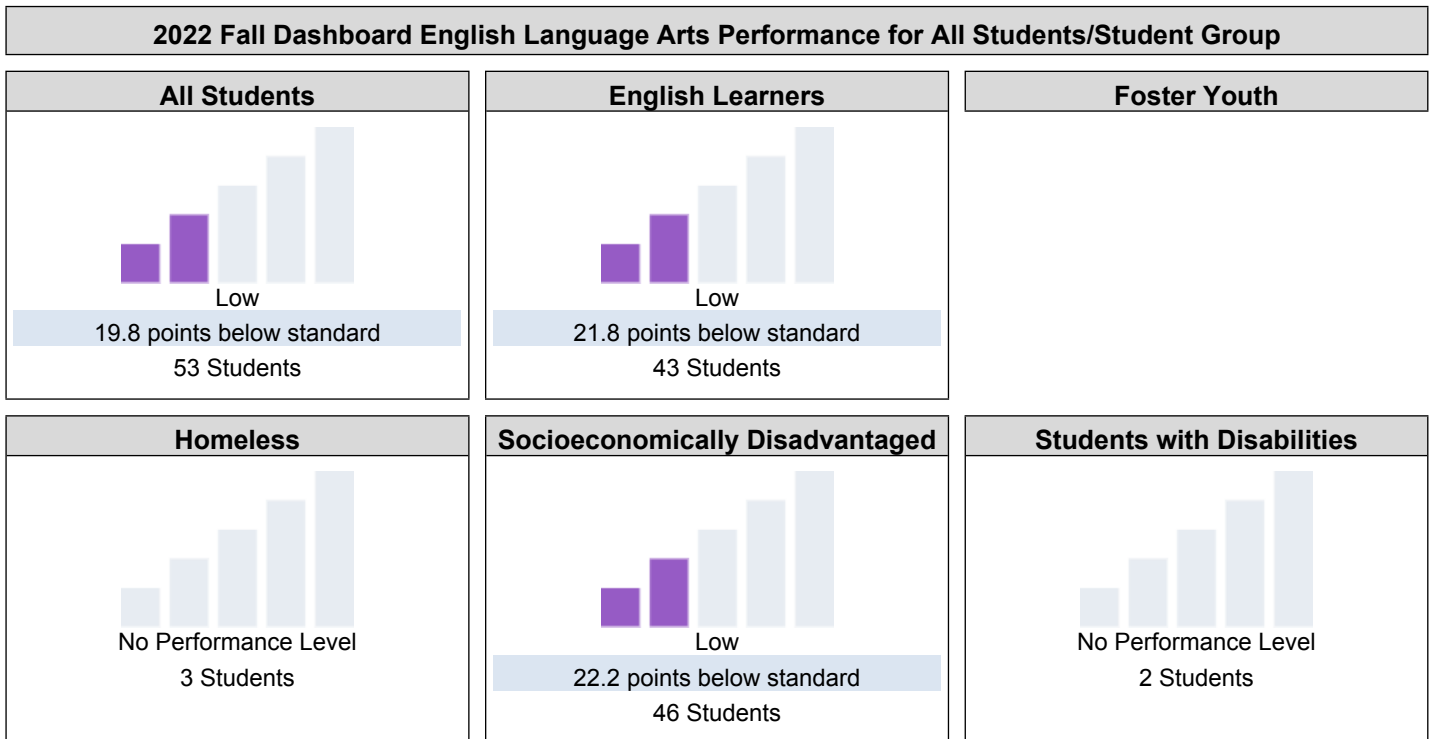 2022 Fall Dashboard English Language Arts Performance for All Students/Student Group
All Students
Low
19.8 points below standard
53 Students
English Learners
Low
21.8 points below standard
43 Students
Foster Youth
Homeless
No Performance Level
3 Students
Socioeconomically Disadvantaged
Low
22.2 points below standard
46 Students
Students with Disabilities
No Performance Level
2 Students